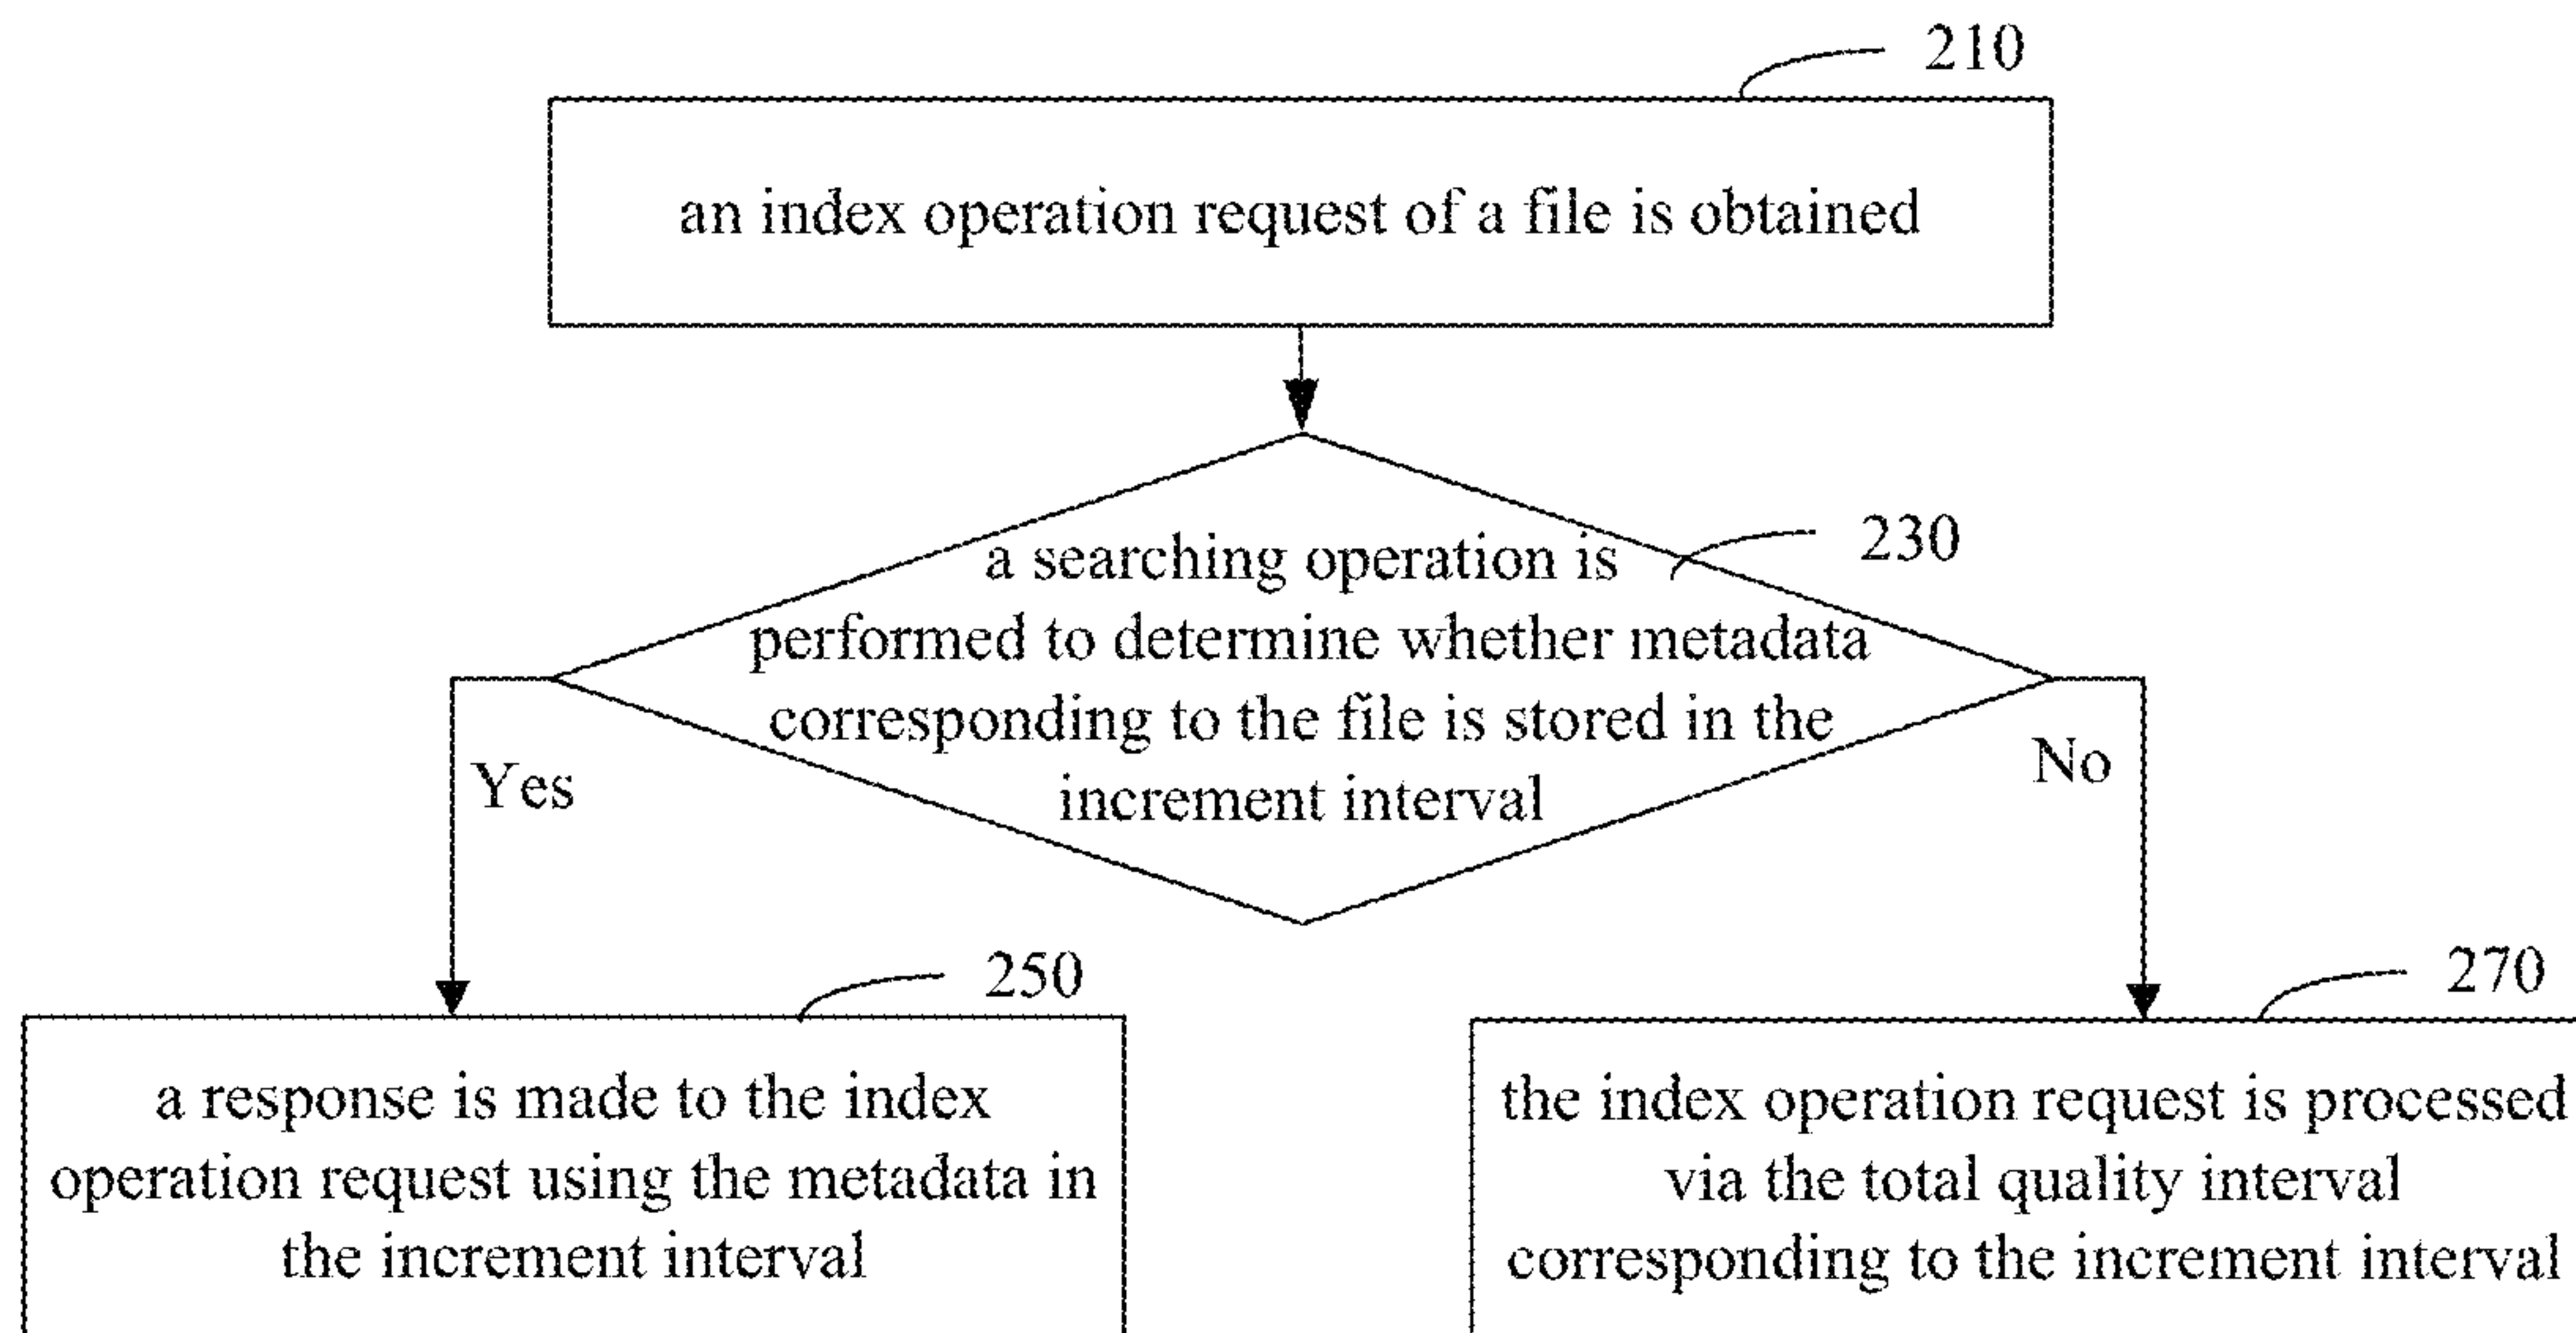 210
an index operation request of a file is obtained
230
a searching operation is
performed to determine whether metadata
corresponding to the file is stored in the
increment interval
Yes
No
250
a response is made to the index
operation request using the metadata in
the increment interval
270
the index operation request is processed
via the total quality interval
corresponding to the increment interval